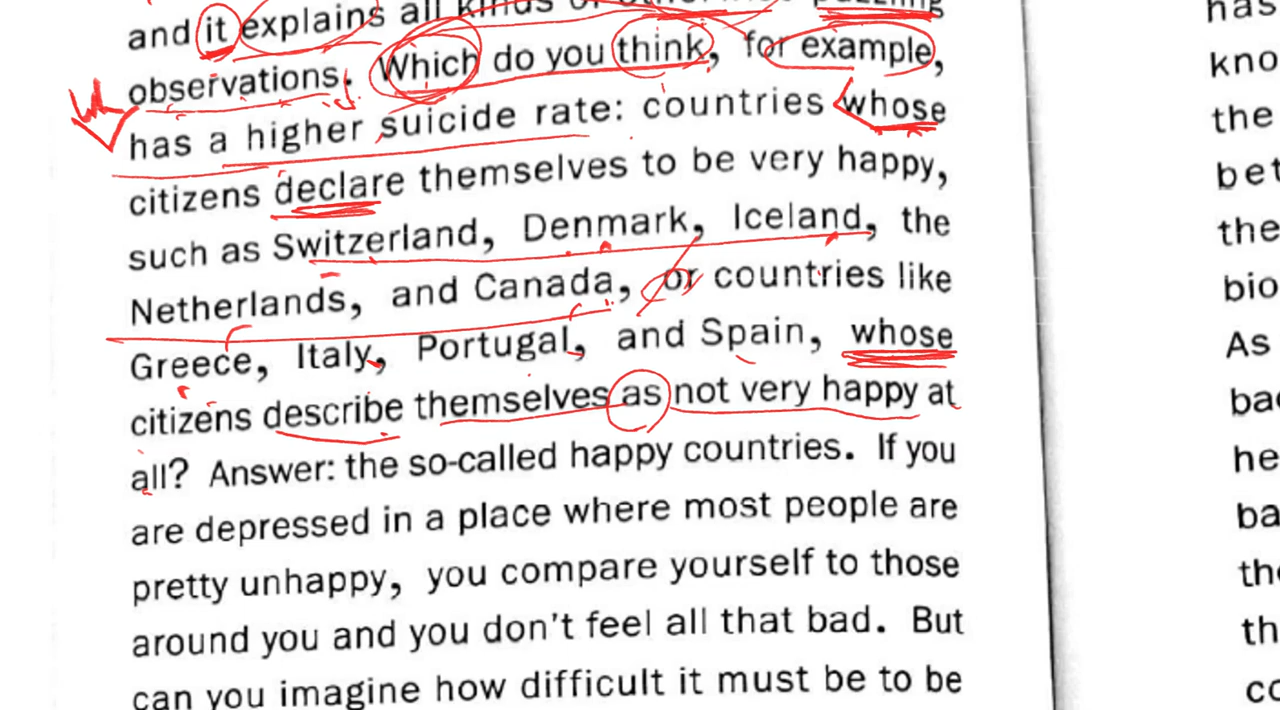 and it explains all kinds of otherwise puzzling
observations. Which do you think, for example,
has a higher suicide rate: countries whose
citizens declare themselves to be very happy,
such as Switzerland, Denmark, Iceland, the
Netherlands, and Canada, or countries like
Greece, Italy, Portugal, and Spain, whose
citizens describe themselves as not very happy at
all? Answer: the so-called happy countries. If you
are depressed in a place where most people are
pretty unhappy, you compare yourself to those
around you and you don't feel all that bad. But
can you imagine how difficult it must be to be
has
kno
the
bet
the
bio
As
bac
he
ba
the
th
co